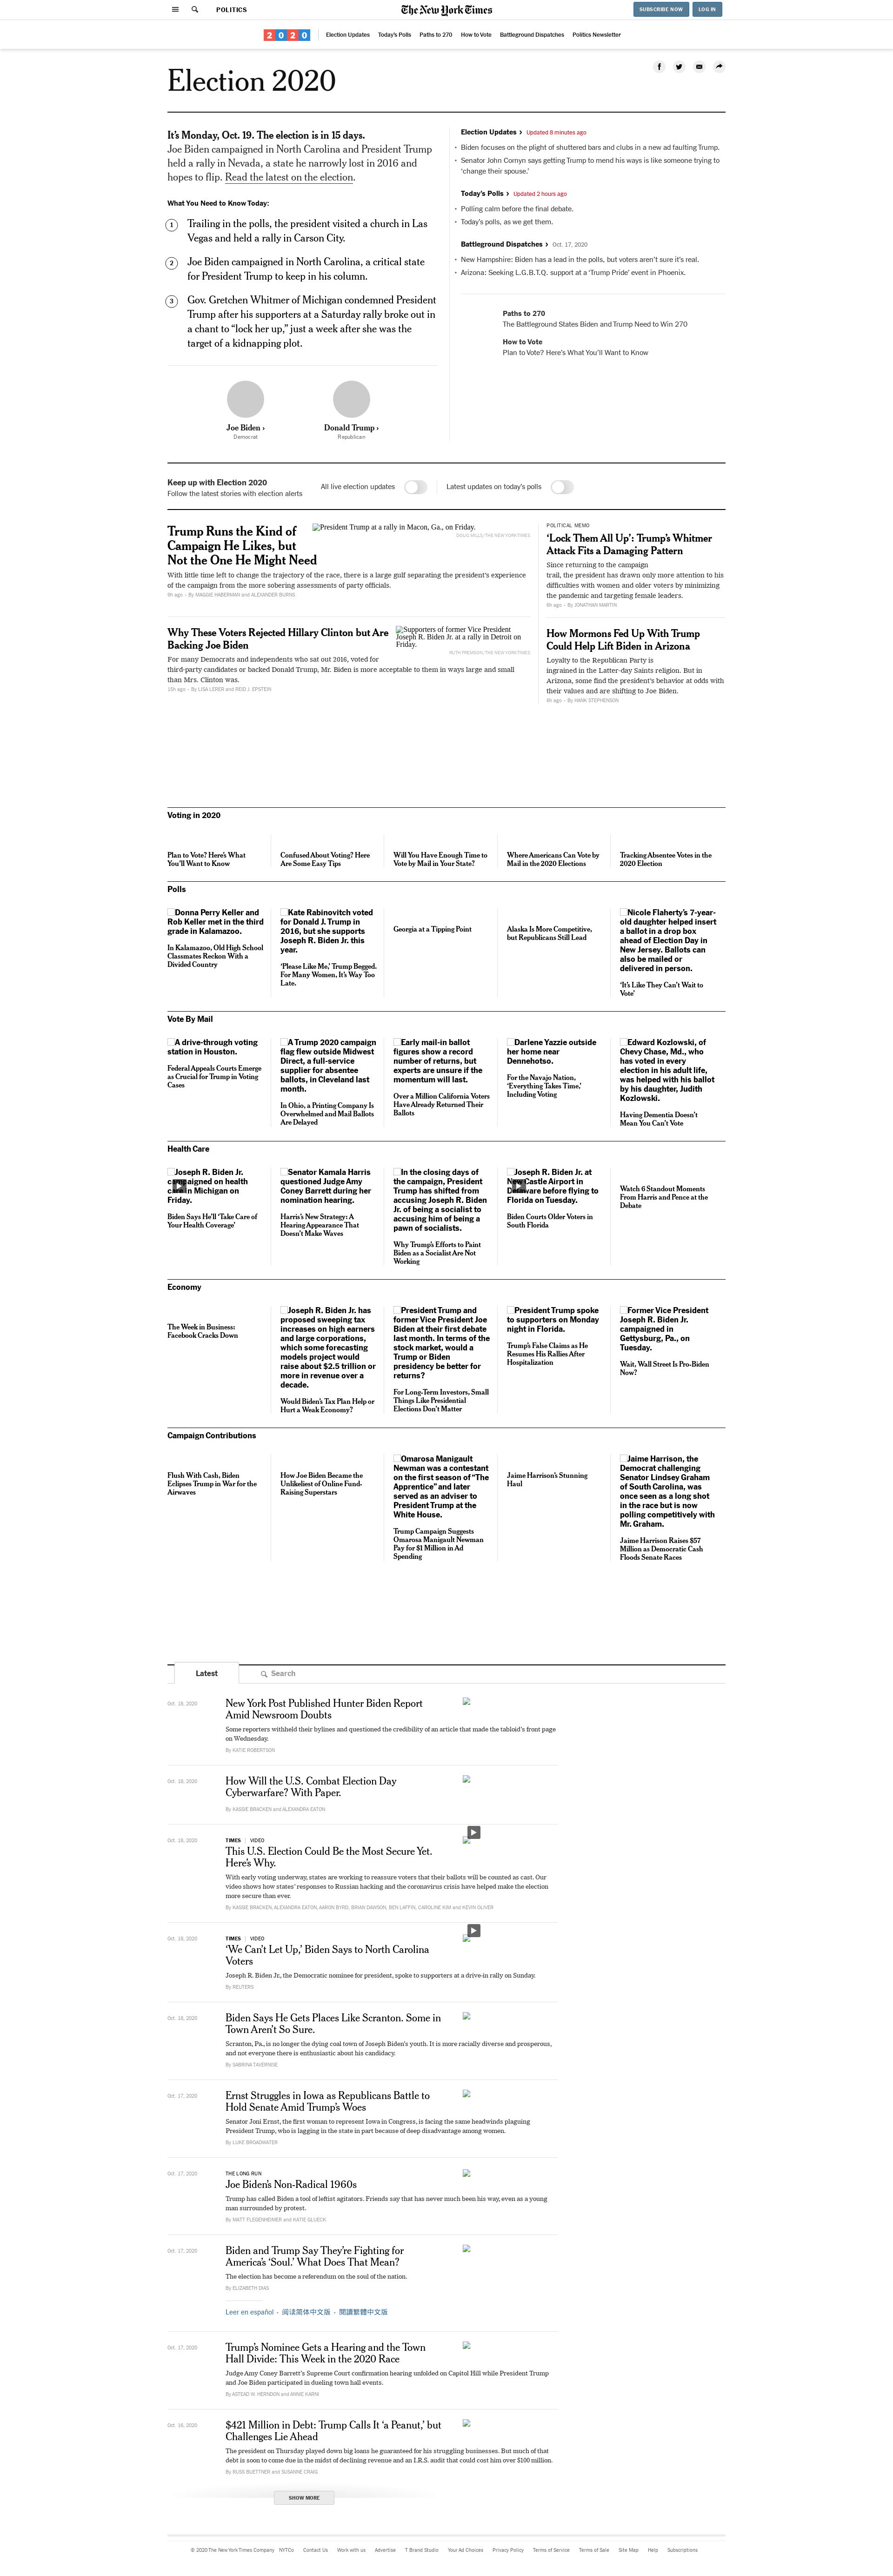 POLITICS
The New York Times
SUBSCRIBE NOW
LOG IN
2020
Election Updates
Today's Polls
Paths to 270
How to Vote
Battleground Dispatches
Politics Newsletter
Election 2020
It's Monday, Oct. 19. The election is in 15 days.
Joe Biden campaigned in North Carolina and President Trump
held a rally in Nevada, a state he narrowly lost in 2016 and
hopes to flip. Read the latest on the election.
What You Need to Know Today:
1 Trailing in the polls, the president visited a church in Las
Vegas and held a rally in Carson City.
2 Joe Biden campaigned in North Carolina, a critical state
for President Trump to keep in his column.
3 Gov. Gretchen Whitmer of Michigan condemned President
Trump after his supporters at a Saturday rally broke out in
a chant to “lock her up,” just a week after she was the
target of a kidnapping plot.
Joe Biden ›
Democrat
Donald Trump ›
Republican
Election Updates › Updated 8 minutes ago
• Biden focuses on the plight of shuttered bars and clubs in a new ad faulting Trump.
• Senator John Cornyn says getting Trump to mend his ways is like someone trying to
‘change their spouse.’
Today's Polls › Updated 2 hours ago
• Polling calm before the final debate.
• Today's polls, as we get them.
Battleground Dispatches › Oct. 17, 2020
• New Hampshire: Biden has a lead in the polls, but voters aren't sure it's real.
• Arizona: Seeking L.G.B.T.Q. support at a ‘Trump Pride’ event in Phoenix.
Paths to 270
The Battleground States Biden and Trump Need to Win 270
How to Vote
Plan to Vote? Here's What You'll Want to Know
Keep up with Election 2020
Follow the latest stories with election alerts
All live election updates
Latest updates on today's polls
Trump Runs the Kind of
Campaign He Likes, but
Not the One He Might Need
President Trump at a rally in Macon, Ga., on Friday.
DOUG MILLS/THE NEW YORK TIMES
With little time left to change the trajectory of the race, there is a large gulf separating the president's experience
of the campaign from the more sobering assessments of party officials.
9h ago • By MAGGIE HABERMAN and ALEXANDER BURNS
Why These Voters Rejected Hillary Clinton but Are
Backing Joe Biden
Supporters of former Vice President
Joseph R. Biden Jr. at a rally in Detroit on
Friday.
RUTH FREMSON/THE NEW YORK TIMES
For many Democrats and independents who sat out 2016, voted for
third-party candidates or backed Donald Trump, Mr. Biden is more acceptable to them in ways large and small
than Mrs. Clinton was.
15h ago • By LISA LERER and REID J. EPSTEIN
POLITICAL MEMO
‘Lock Them All Up’: Trump's Whitmer
Attack Fits a Damaging Pattern
Since returning to the campaign
trail, the president has drawn only more attention to his
difficulties with women and older voters by minimizing
the pandemic and targeting female leaders.
6h ago • By JONATHAN MARTIN
How Mormons Fed Up With Trump
Could Help Lift Biden in Arizona
Loyalty to the Republican Party is
ingrained in the Latter-day Saints religion. But in
Arizona, some find the president's behavior at odds with
their values and are shifting to Joe Biden.
6h ago • By HANK STEPHENSON
Voting in 2020
Plan to Vote? Here's What
You'll Want to Know
Confused About Voting? Here
Are Some Easy Tips
Will You Have Enough Time to
Vote by Mail in Your State?
Where Americans Can Vote by
Mail in the 2020 Elections
Tracking Absentee Votes in the
2020 Election
Polls
Donna Perry Keller and
Rob Keller met in the third
grade in Kalamazoo.
In Kalamazoo, Old High School
Classmates Reckon With a
Divided Country
Kate Rabinovitch voted
for Donald J. Trump in
2016, but she supports
Joseph R. Biden Jr. this
year.
‘Please Like Me,’ Trump Begged.
For Many Women, It's Way Too
Late.
Georgia at a Tipping Point
Alaska Is More Competitive,
but Republicans Still Lead
Nicole Flaherty's 7-year-
old daughter helped insert
a ballot in a drop box
ahead of Election Day in
New Jersey. Ballots can
also be mailed or
delivered in person.
‘It's Like They Can't Wait to
Vote’
Vote By Mail
A drive-through voting
station in Houston.
Federal Appeals Courts Emerge
as Crucial for Trump in Voting
Cases
A Trump 2020 campaign
flag flew outside Midwest
Direct, a full-service
supplier for absentee
ballots, in Cleveland last
month.
In Ohio, a Printing Company Is
Overwhelmed and Mail Ballots
Are Delayed
Early mail-in ballot
figures show a record
number of returns, but
experts are unsure if the
momentum will last.
Over a Million California Voters
Have Already Returned Their
Ballots
Darlene Yazzie outside
her home near
Dennehotso.
For the Navajo Nation,
‘Everything Takes Time,’
Including Voting
Edward Kozlowski, of
Chevy Chase, Md., who
has voted in every
election in his adult life,
was helped with his ballot
by his daughter, Judith
Kozlowski.
Having Dementia Doesn't
Mean You Can't Vote
Health Care
Joseph R. Biden Jr.
campaigned on health
care in Michigan on
Friday.
Biden Says He'll ‘Take Care of
Your Health Coverage’
Senator Kamala Harris
questioned Judge Amy
Coney Barrett during her
nomination hearing.
Harris's New Strategy: A
Hearing Appearance That
Doesn't Make Waves
In the closing days of
the campaign, President
Trump has shifted from
accusing Joseph R. Biden
Jr. of being a socialist to
accusing him of being a
pawn of socialists.
Why Trump's Efforts to Paint
Biden as a Socialist Are Not
Working
Joseph R. Biden Jr. at
New Castle Airport in
Delaware before flying to
Florida on Tuesday.
Biden Courts Older Voters in
South Florida
Watch 6 Standout Moments
From Harris and Pence at the
Debate
Economy
The Week in Business:
Facebook Cracks Down
Joseph R. Biden Jr. has
proposed sweeping tax
increases on high earners
and large corporations,
which some forecasting
models project would
raise about $2.5 trillion or
more in revenue over a
decade.
Would Biden's Tax Plan Help or
Hurt a Weak Economy?
President Trump and
former Vice President Joe
Biden at their first debate
last month. In terms of the
stock market, would a
Trump or Biden
presidency be better for
returns?
For Long-Term Investors, Small
Things Like Presidential
Elections Don't Matter
President Trump spoke
to supporters on Monday
night in Florida.
Trump's False Claims as He
Resumes His Rallies After
Hospitalization
Former Vice President
Joseph R. Biden Jr.
campaigned in
Gettysburg, Pa., on
Tuesday.
Wait, Wall Street Is Pro-Biden
Now?
Campaign Contributions
Flush With Cash, Biden
Eclipses Trump in War for the
Airwaves
How Joe Biden Became the
Unlikeliest of Online Fund-
Raising Superstars
Omarosa Manigault
Newman was a contestant
on the first season of “The
Apprentice” and later
served as an adviser to
President Trump at the
White House.
Trump Campaign Suggests
Omarosa Manigault Newman
Pay for $1 Million in Ad
Spending
Jaime Harrison's Stunning
Haul
Jaime Harrison, the
Democrat challenging
Senator Lindsey Graham
of South Carolina, was
once seen as a long shot
in the race but is now
polling competitively with
Mr. Graham.
Jaime Harrison Raises $57
Million as Democratic Cash
Floods Senate Races
Latest
Search
Oct. 18, 2020
New York Post Published Hunter Biden Report
Amid Newsroom Doubts
Some reporters withheld their bylines and questioned the credibility of an article that made the tabloid's front page
on Wednesday.
By KATIE ROBERTSON
Oct. 18, 2020
How Will the U.S. Combat Election Day
Cyberwarfare? With Paper.
By KASSIE BRACKEN and ALEXANDRA EATON
Oct. 18, 2020
TIMES | VIDEO
This U.S. Election Could Be the Most Secure Yet.
Here's Why.
With early voting underway, states are working to reassure voters that their ballots will be counted as cast. Our
video shows how states' responses to Russian hacking and the coronavirus crisis have helped make the election
more secure than ever.
By KASSIE BRACKEN, ALEXANDRA EATON, AARON BYRD, BRIAN DAWSON, BEN LAFFIN, CAROLINE KIM and KEVIN OLIVER
Oct. 18, 2020
TIMES | VIDEO
‘We Can't Let Up,’ Biden Says to North Carolina
Voters
Joseph R. Biden Jr., the Democratic nominee for president, spoke to supporters at a drive-in rally on Sunday.
By REUTERS
Oct. 18, 2020
Biden Says He Gets Places Like Scranton. Some in
Town Aren't So Sure.
Scranton, Pa., is no longer the dying coal town of Joseph Biden's youth. It is more racially diverse and prosperous,
and not everyone there is enthusiastic about his candidacy.
By SABRINA TAVERNISE
Oct. 17, 2020
Ernst Struggles in Iowa as Republicans Battle to
Hold Senate Amid Trump's Woes
Senator Joni Ernst, the first woman to represent Iowa in Congress, is facing the same headwinds plaguing
President Trump, who is lagging in the state in part because of deep disadvantage among women.
By LUKE BROADWATER
Oct. 17, 2020
THE LONG RUN
Joe Biden's Non-Radical 1960s
Trump has called Biden a tool of leftist agitators. Friends say that has never much been his way, even as a young
man surrounded by protest.
By MATT FLEGENHEIMER and KATIE GLUECK
Oct. 17, 2020
Biden and Trump Say They're Fighting for
America's ‘Soul.’ What Does That Mean?
The election has become a referendum on the soul of the nation.
By ELIZABETH DIAS
Leer en español • 阅读简体中文版 • 閱讀繁體中文版
Oct. 17, 2020
Trump's Nominee Gets a Hearing and the Town
Hall Divide: This Week in the 2020 Race
Judge Amy Coney Barrett's Supreme Court confirmation hearing unfolded on Capitol Hill while President Trump
and Joe Biden participated in dueling town hall events.
By ASTEAD W. HERNDON and ANNIE KARNI
Oct. 16, 2020
$421 Million in Debt: Trump Calls It ‘a Peanut,’ but
Challenges Lie Ahead
The president on Thursday played down big loans he guaranteed for his struggling businesses. But much of that
debt is soon to come due in the midst of declining revenue and an I.R.S. audit that could cost him over $100 million.
By RUSS BUETTNER and SUSANNE CRAIG
SHOW MORE
© 2020 The New York Times Company
NYTCo
Contact Us
Work with us
Advertise
T Brand Studio
Your Ad Choices
Privacy Policy
Terms of Service
Terms of Sale
Site Map
Help
Subscriptions